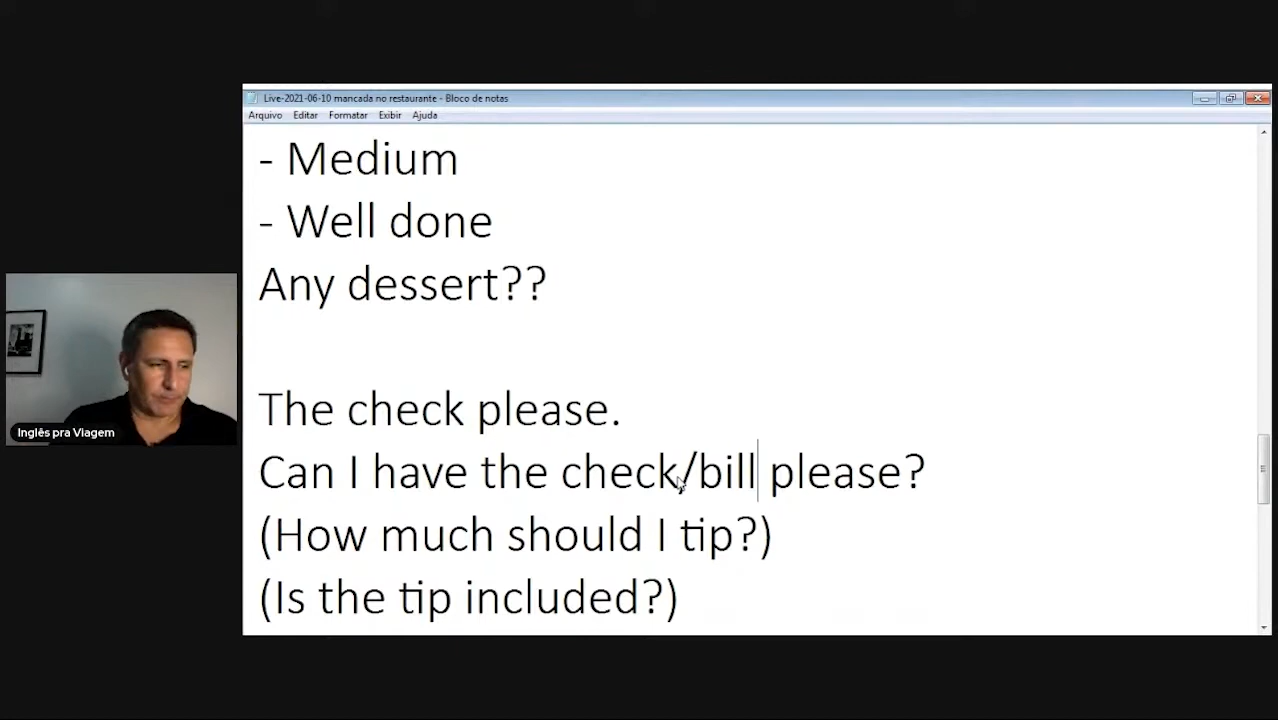 Live-2021-06-10 mancada no restaurante - Bloco de notas
Arquivo Editar Formatar Exibir Ajuda
- Medium
- Well done
Any dessert??
The check please.
Can I have the check/bill please?
(How much should I tip?)
(Is the tip included?)
Inglês pra Viagem